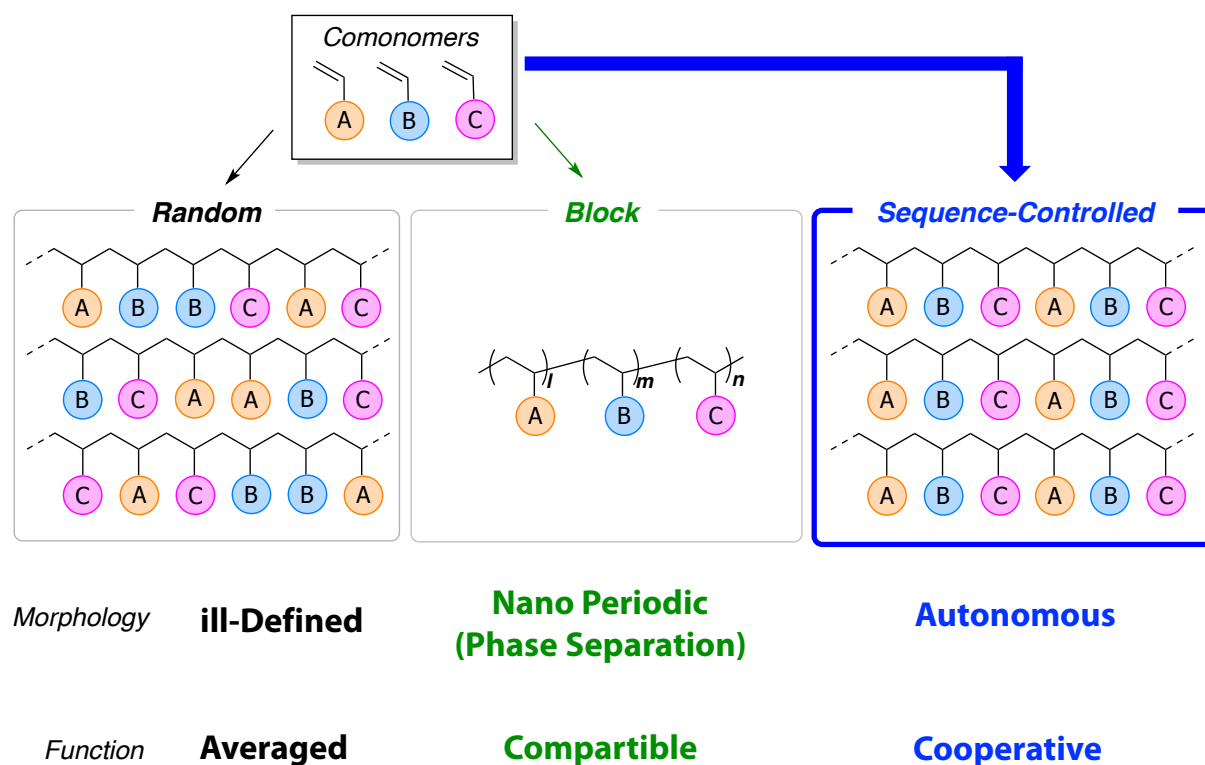 Comonomers
A B C
Random
Block
Sequence-Controlled
A B B C A C
B C A A B C
C A C B B A
l m n
A B C
A B C A B C
A B C A B C
A B C A B C
Morphology
ill-Defined
Nano Periodic
(Phase Separation)
Autonomous
Function
Averaged
Compartible
Cooperative